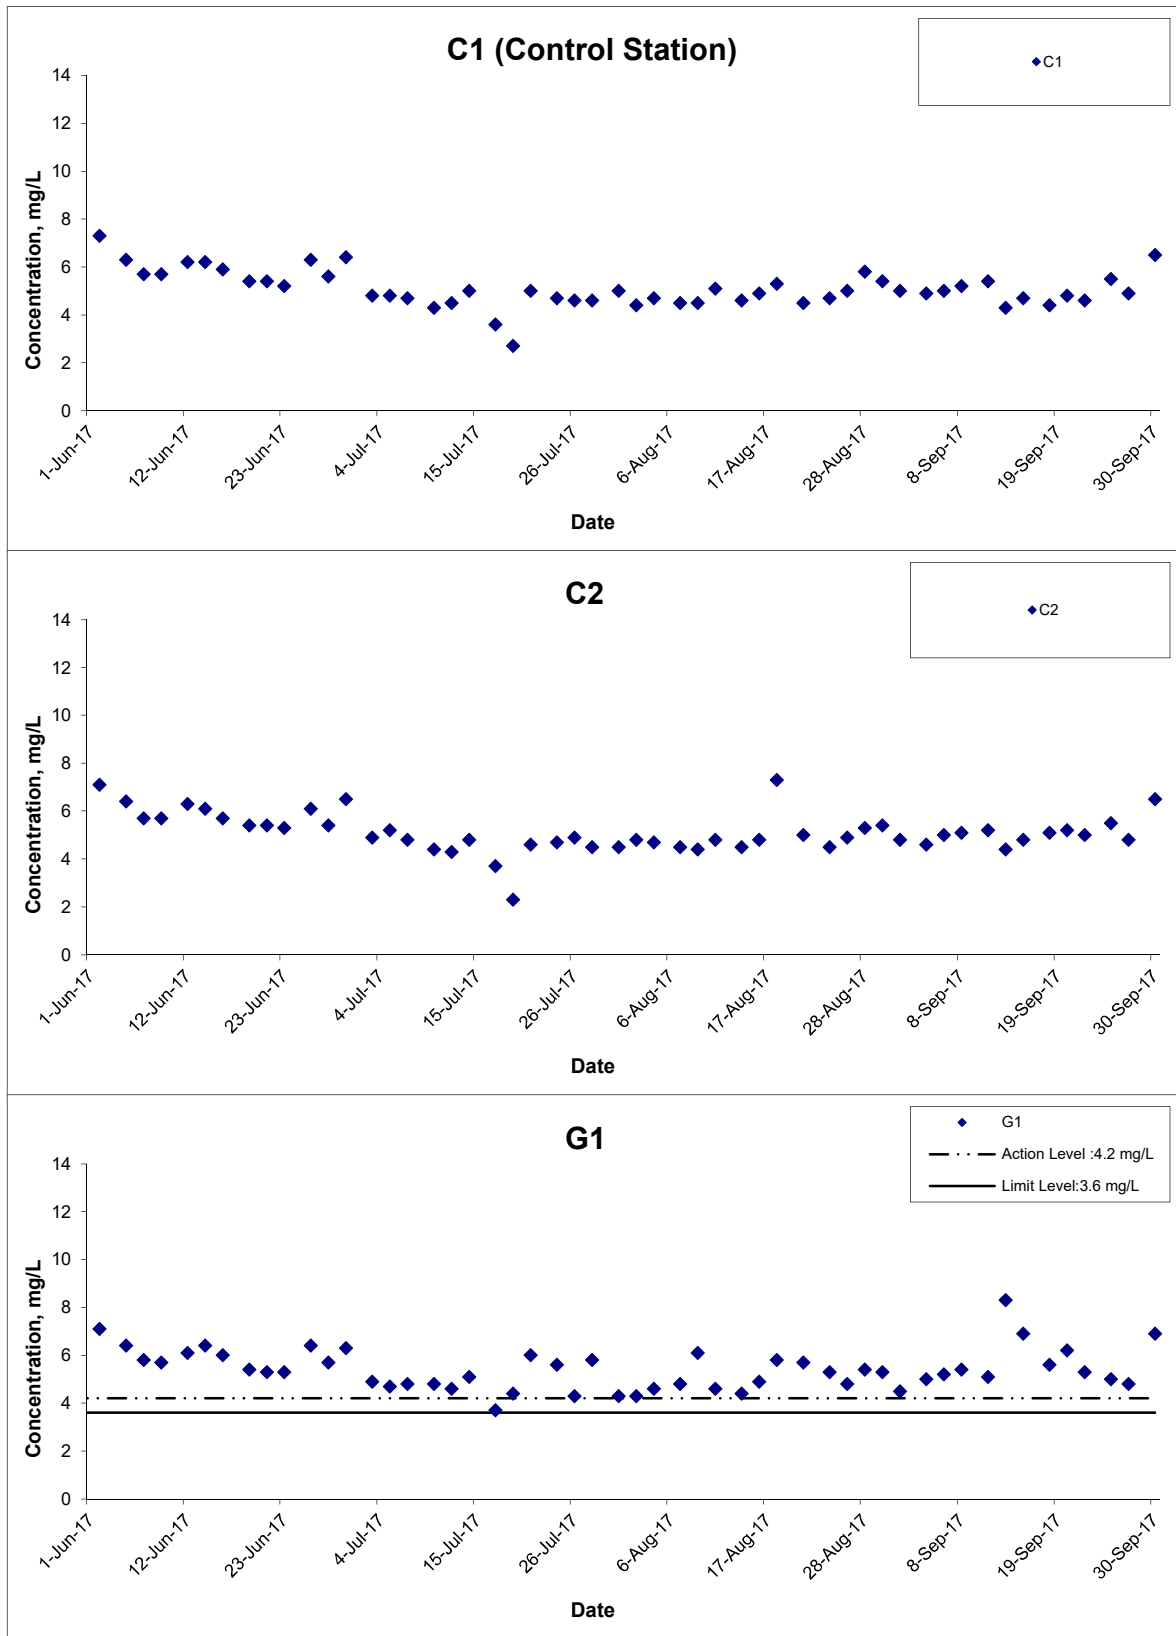 C1 (Control Station)
C1
14
12
10
8
6
4
2
0
Concentration, mg/L
1-Jun-17
12-Jun-17
23-Jun-17
4-Jul-17
15-Jul-17
26-Jul-17
6-Aug-17
17-Aug-17
28-Aug-17
8-Sep-17
19-Sep-17
30-Sep-17
Date
C2
C2
14
12
10
8
6
4
2
0
Concentration, mg/L
1-Jun-17
12-Jun-17
23-Jun-17
4-Jul-17
15-Jul-17
26-Jul-17
6-Aug-17
17-Aug-17
28-Aug-17
8-Sep-17
19-Sep-17
30-Sep-17
Date
G1
G1
Action Level :4.2 mg/L
Limit Level:3.6 mg/L
14
12
10
8
6
4
2
0
Concentration, mg/L
1-Jun-17
12-Jun-17
23-Jun-17
4-Jul-17
15-Jul-17
26-Jul-17
6-Aug-17
17-Aug-17
28-Aug-17
8-Sep-17
19-Sep-17
30-Sep-17
Date